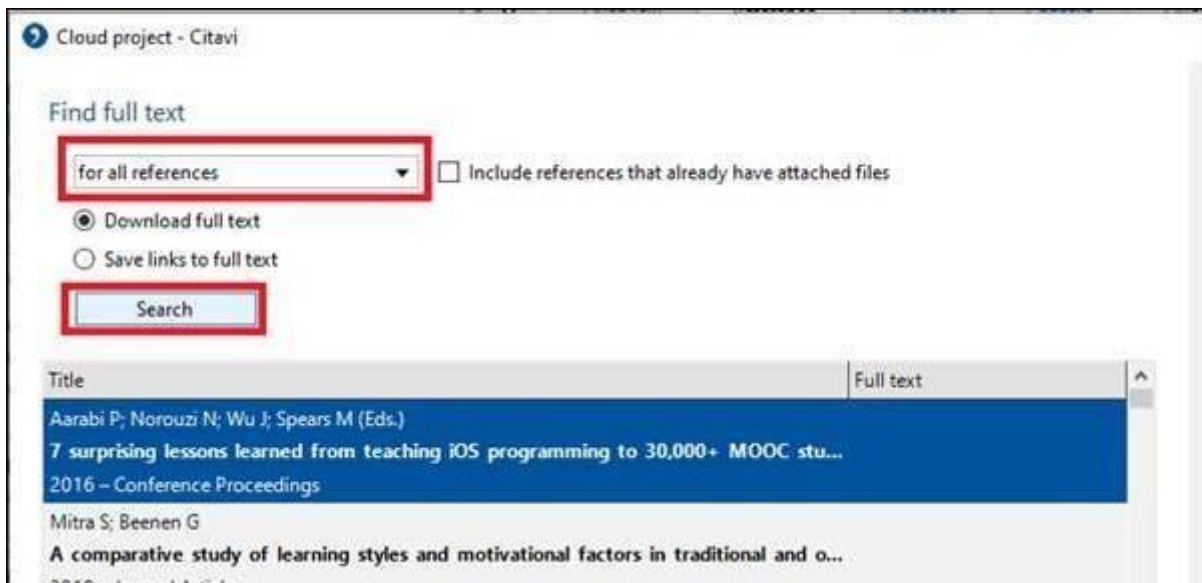 Cloud project - Citavi
Find full text
for all references
Include references that already have attached files
Download full text
Save links to full text
Search
Title Full text
Aarabi P; Norouzi N; Wu J; Spears M (Eds.)
7 surprising lessons learned from teaching iOS programming to 30,000+ MOOC stu...
2016 – Conference Proceedings
Mitra S; Beenen G
A comparative study of learning styles and motivational factors in traditional and o...